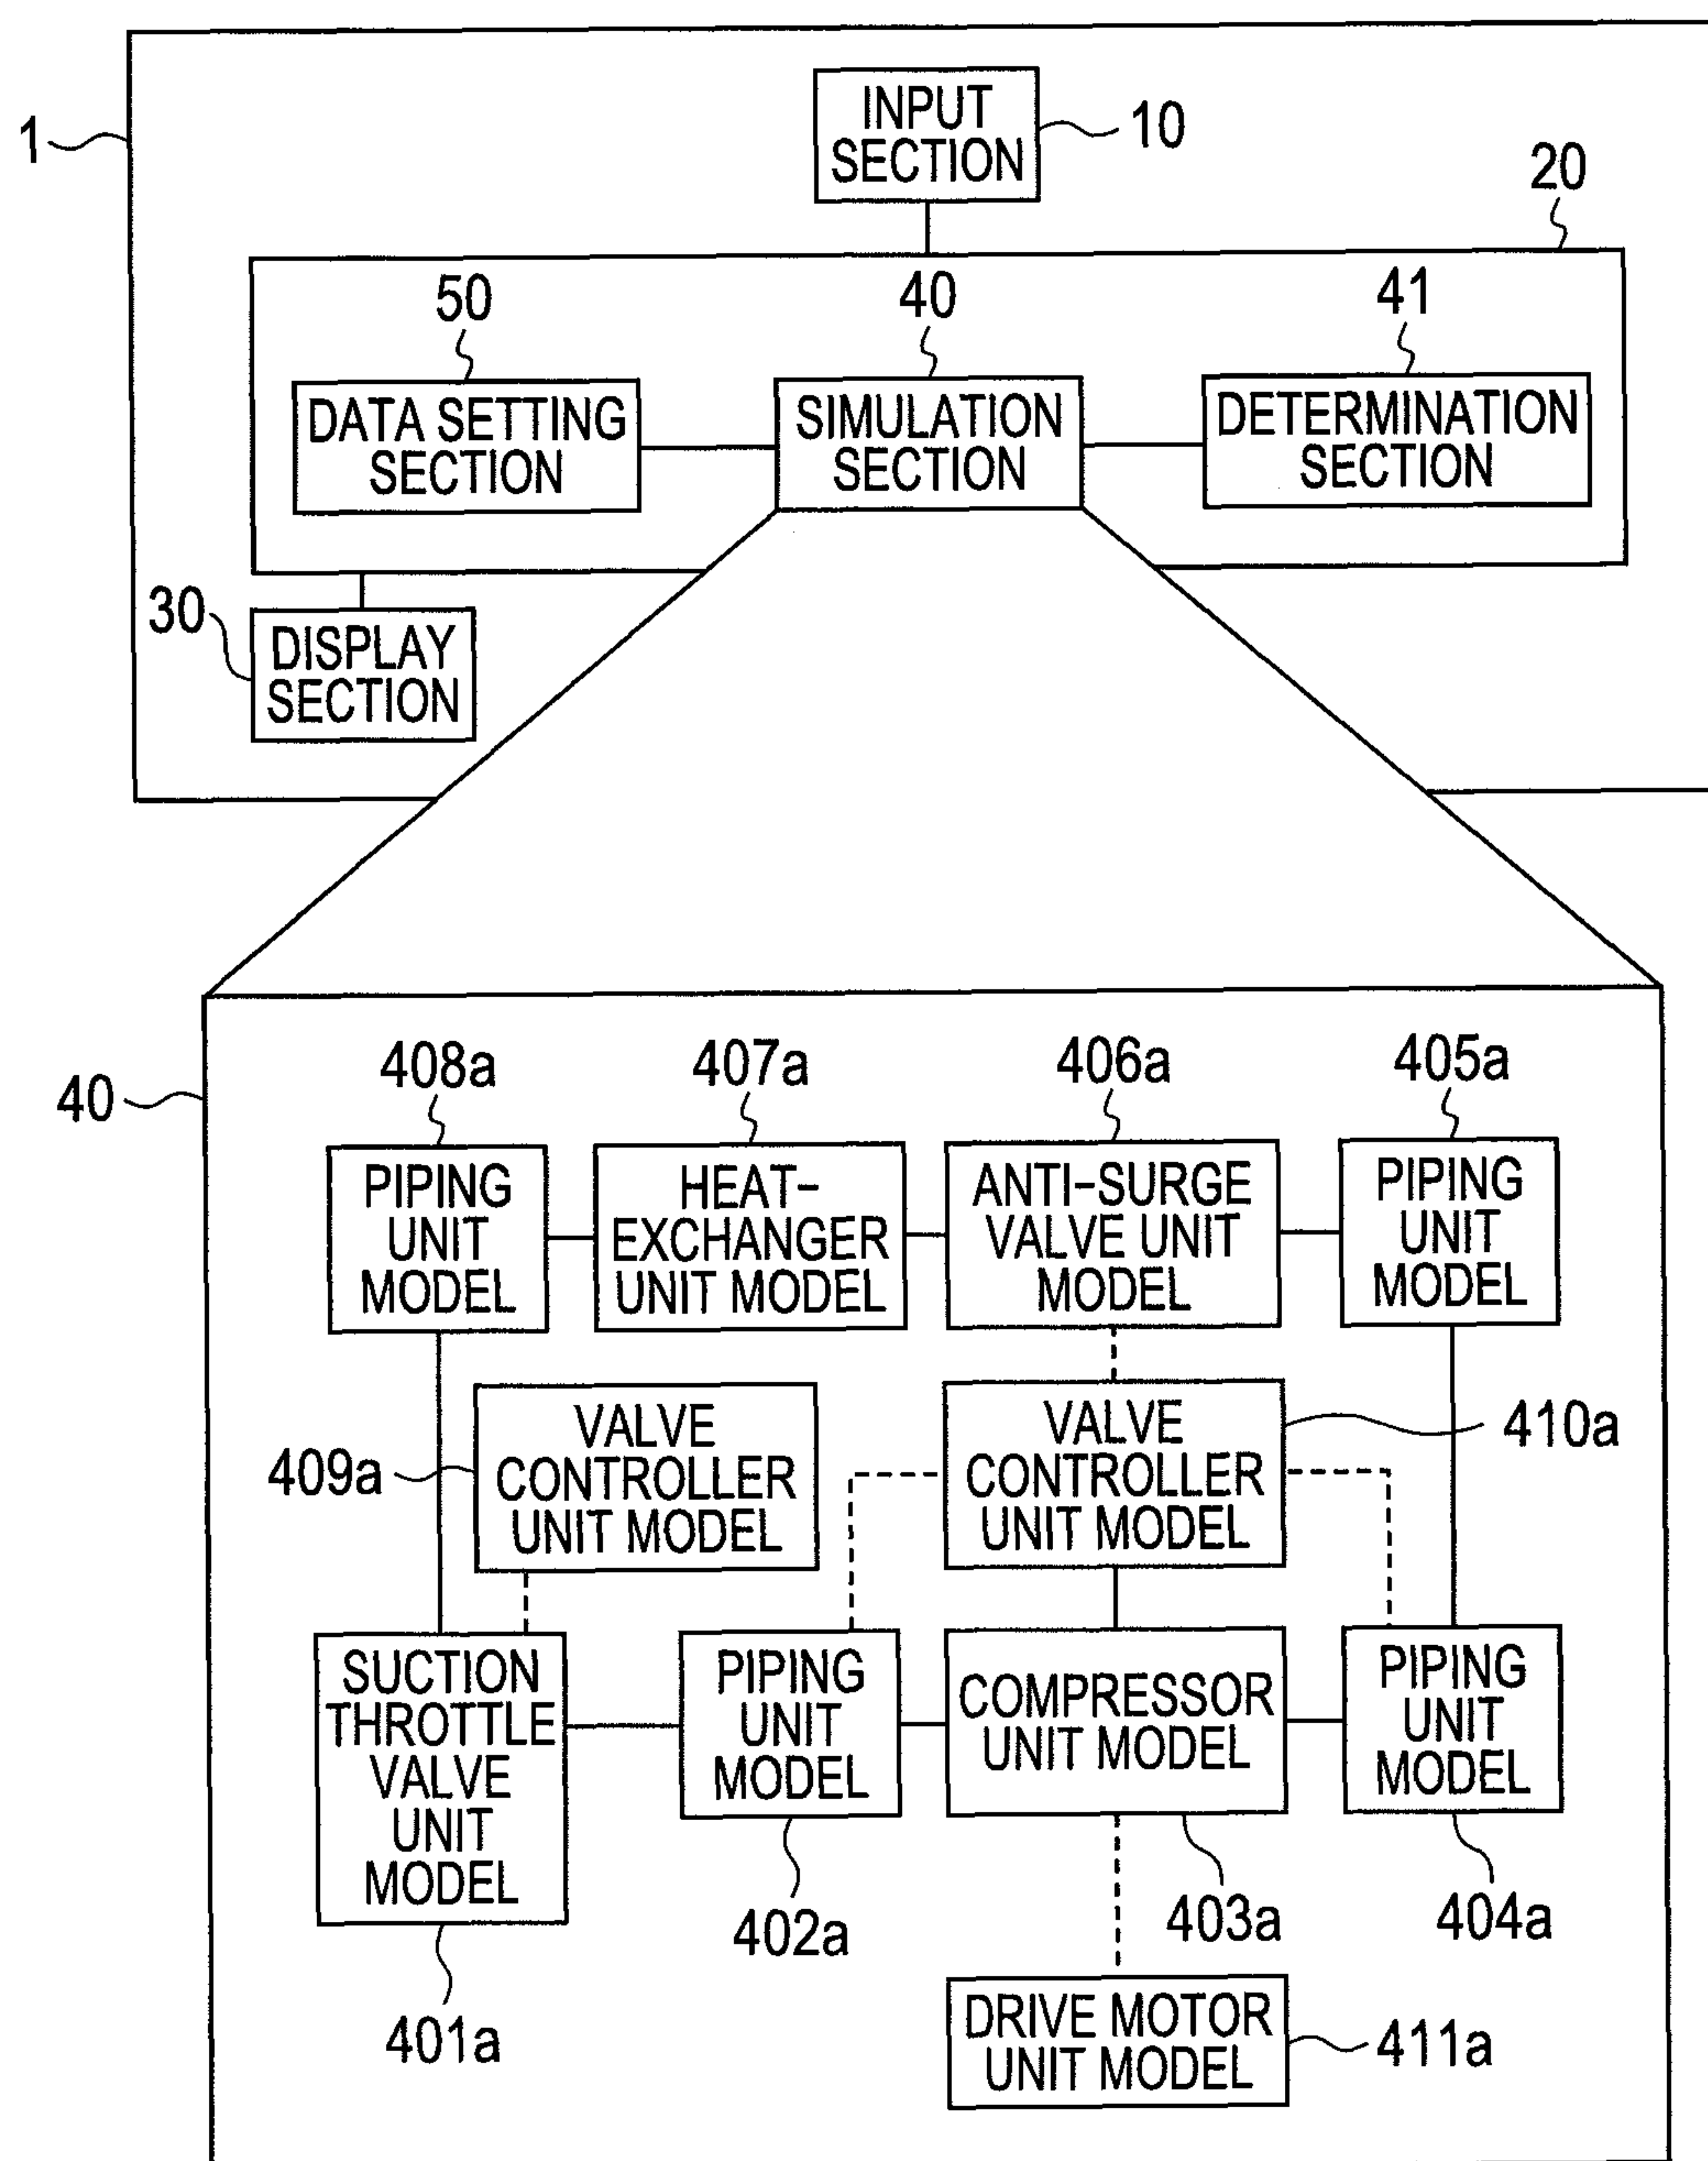 1
INPUT
SECTION
10
20
50
40
41
DATA SETTING
SECTION
SIMULATION
SECTION
DETERMINATION
SECTION
30
DISPLAY
SECTION
40
408a
407a
406a
405a
PIPING
UNIT
MODEL
HEAT-
EXCHANGER
UNIT MODEL
ANTI-SURGE
VALVE UNIT
MODEL
PIPING
UNIT
MODEL
409a
VALVE
CONTROLLER
UNIT MODEL
VALVE
CONTROLLER
UNIT MODEL
410a
SUCTION
THROTTLE
VALVE
UNIT
MODEL
PIPING
UNIT
MODEL
COMPRESSOR
UNIT MODEL
PIPING
UNIT
MODEL
401a
402a
403a
404a
DRIVE MOTOR
UNIT MODEL
411a